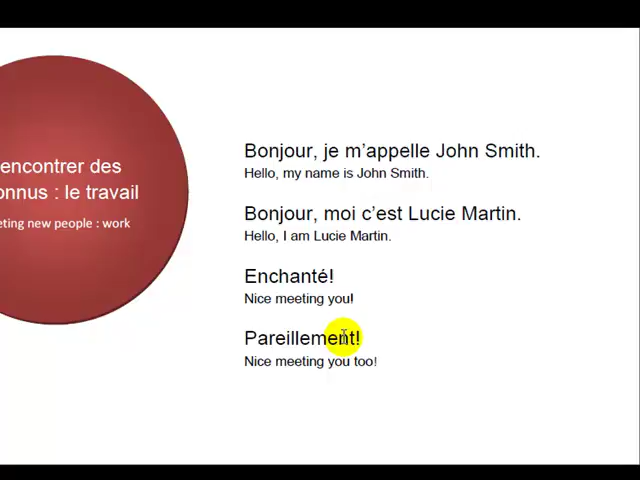 encontrer des
onnus : le travail
eting new people : work
Bonjour, je m'appelle John Smith.
Hello, my name is John Smith.
Bonjour, moi c'est Lucie Martin.
Hello, I am Lucie Martin.
Enchanté!
Nice meeting you!
Pareillement!
Nice meeting you too!